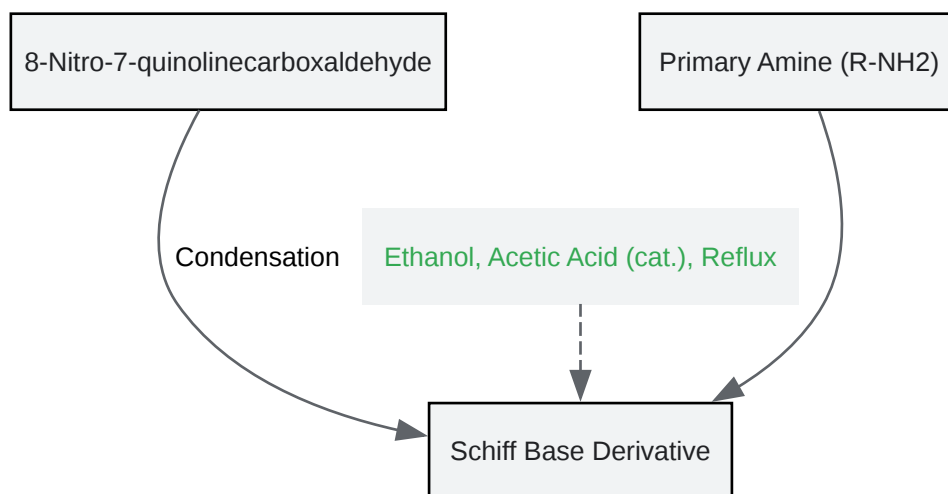 8-Nitro-7-quinolinecarboxaldehyde
Primary Amine (R-NH2)
Condensation
Ethanol, Acetic Acid (cat.), Reflux
Schiff Base Derivative